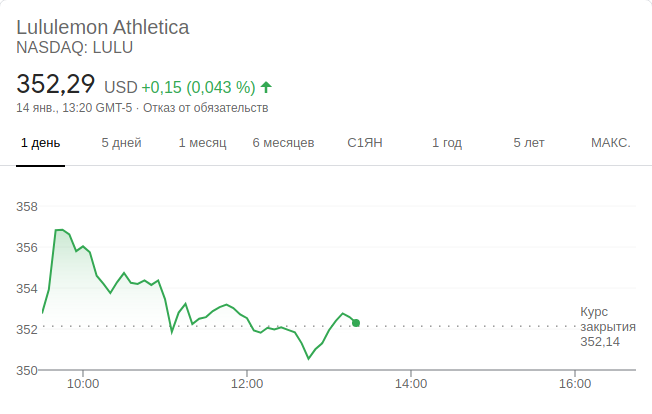 Lululemon Athletica
NASDAQ: LULU
352,29 USD +0,15 (0,043 %)
14 янв., 13:20 GMT-5 · Отказ от обязательств
1 день 5 дней 1 месяц 6 месяцев С1ЯН 1 год 5 лет МАКС.
358
356
354
352
350
Курс
закрытия
352,14
10:00 12:00 14:00 16:00